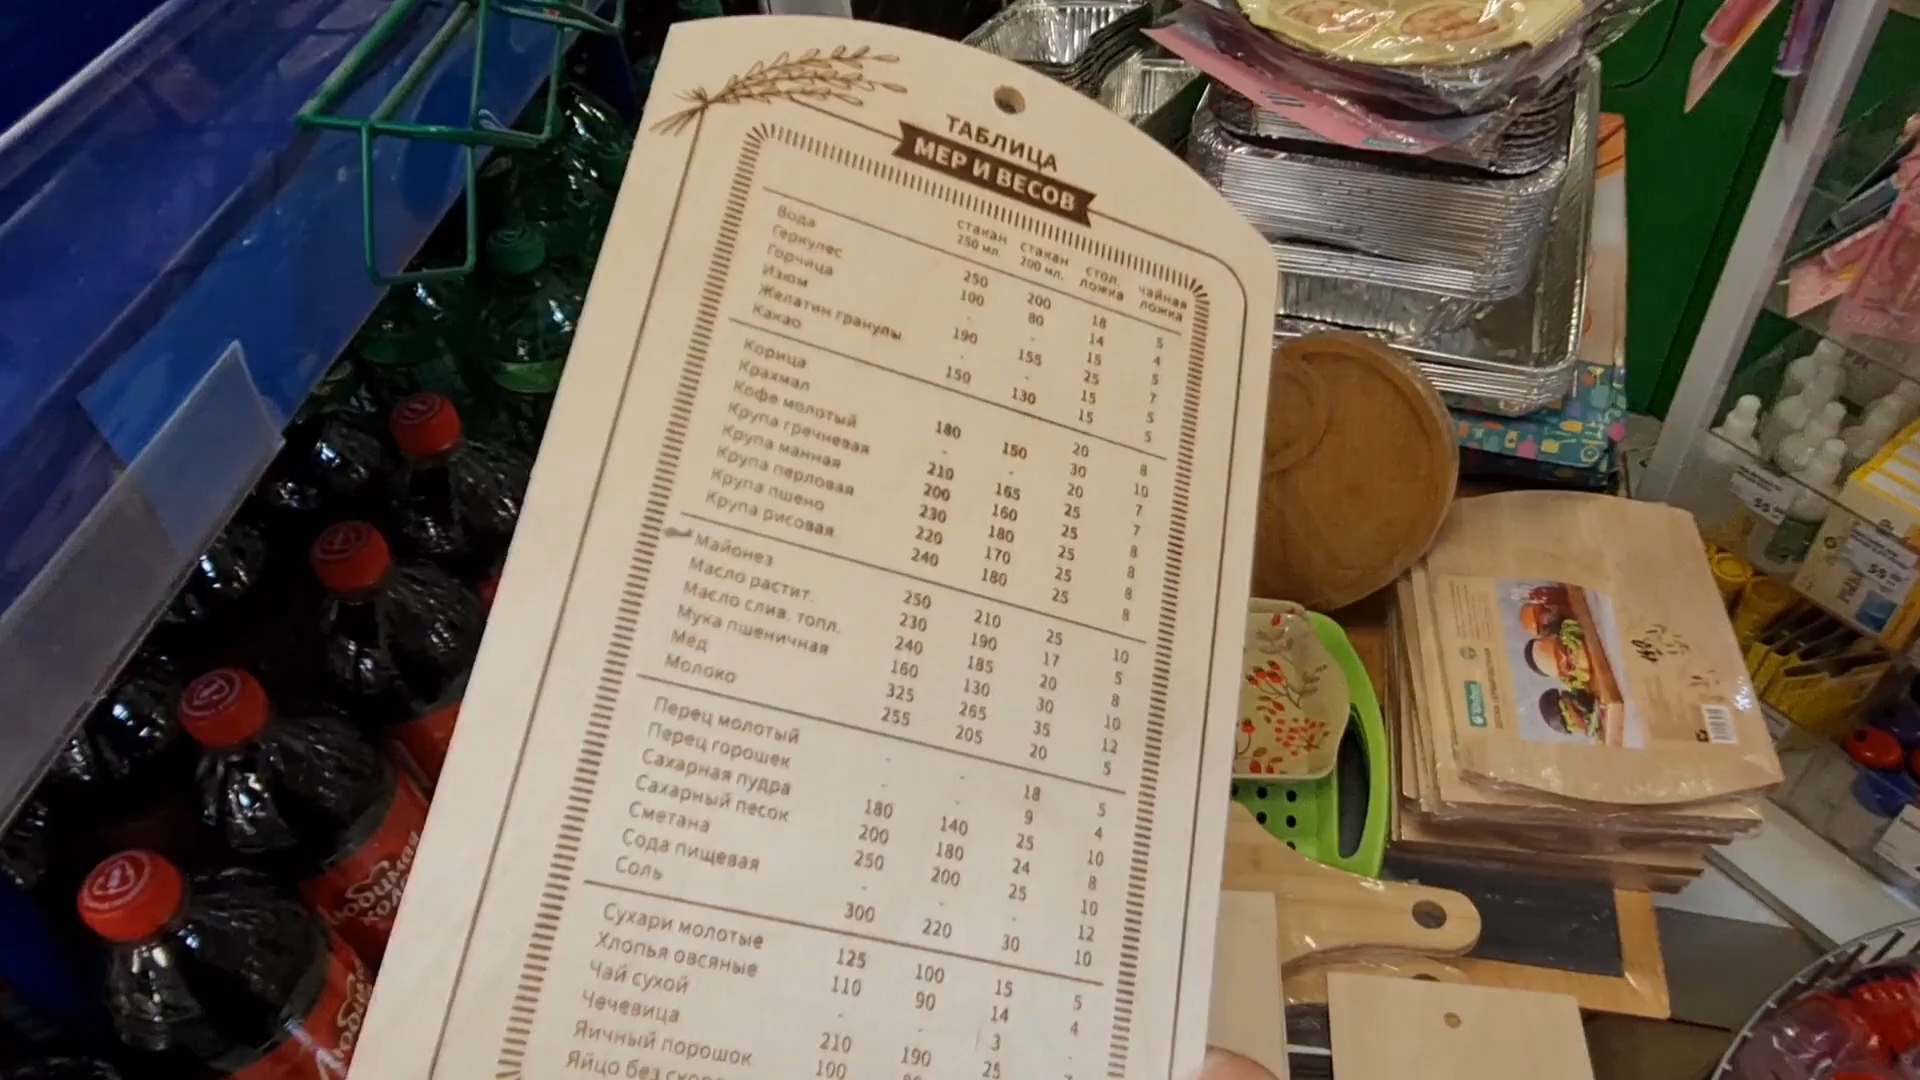 ТАБЛИЦА
МЕР И ВЕСОВ
стакан 250 мл. стакан 200 мл. стол. ложка чайная ложка
Вода 250 200 18 5
Геркулес 100 80 14 4
Горчица - - 15 5
Изюм 190 155 25 7
Желатин гранулы - - 15 5
Какао 150 130 15 5
Корица 180 150 20 8
Крахмал - - 30 10
Кофе молотый 210 165 20 7
Крупа гречневая 200 160 25 7
Крупа манная 230 180 25 8
Крупа перловая 220 170 25 8
Крупа пшено 240 180 25 8
Крупа рисовая 8
Майонез 250 210 25 10
Масло растит. 230 190 17 5
Масло слив. топл. 240 185 20 8
Мука пшеничная 160 130 30 10
Мед 325 265 35 12
Молоко 255 205 20 5
Перец молотый - - 18 5
Перец горошек - - 9 4
Сахарная пудра 180 140 25 10
Сахарный песок 200 180 24 8
Сметана 250 200 25 10
Сода пищевая - - - 12
Соль 300 220 30 10
Сухари молотые 125 100 15 5
Хлопья овсяные 110 90 14 4
Чай сухой - - 3 -
Чечевица 210 190 25
Яичный порошок 100
Яйцо без
Любимая
кола